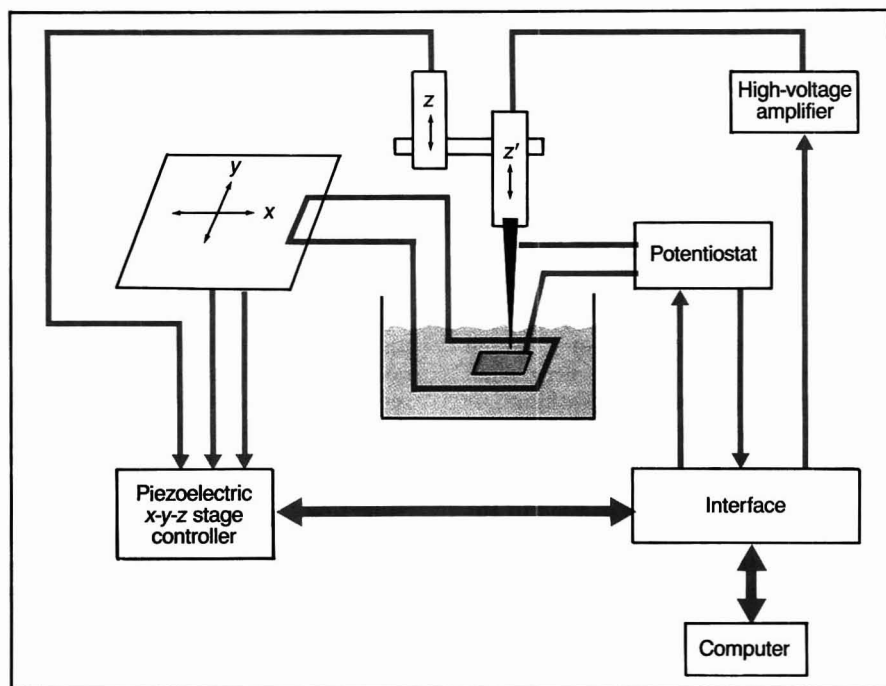 z
High-voltage
amplifier
z′
y
x
Potentiostat
Piezoelectric
x-y-z stage
controller
Interface
Computer